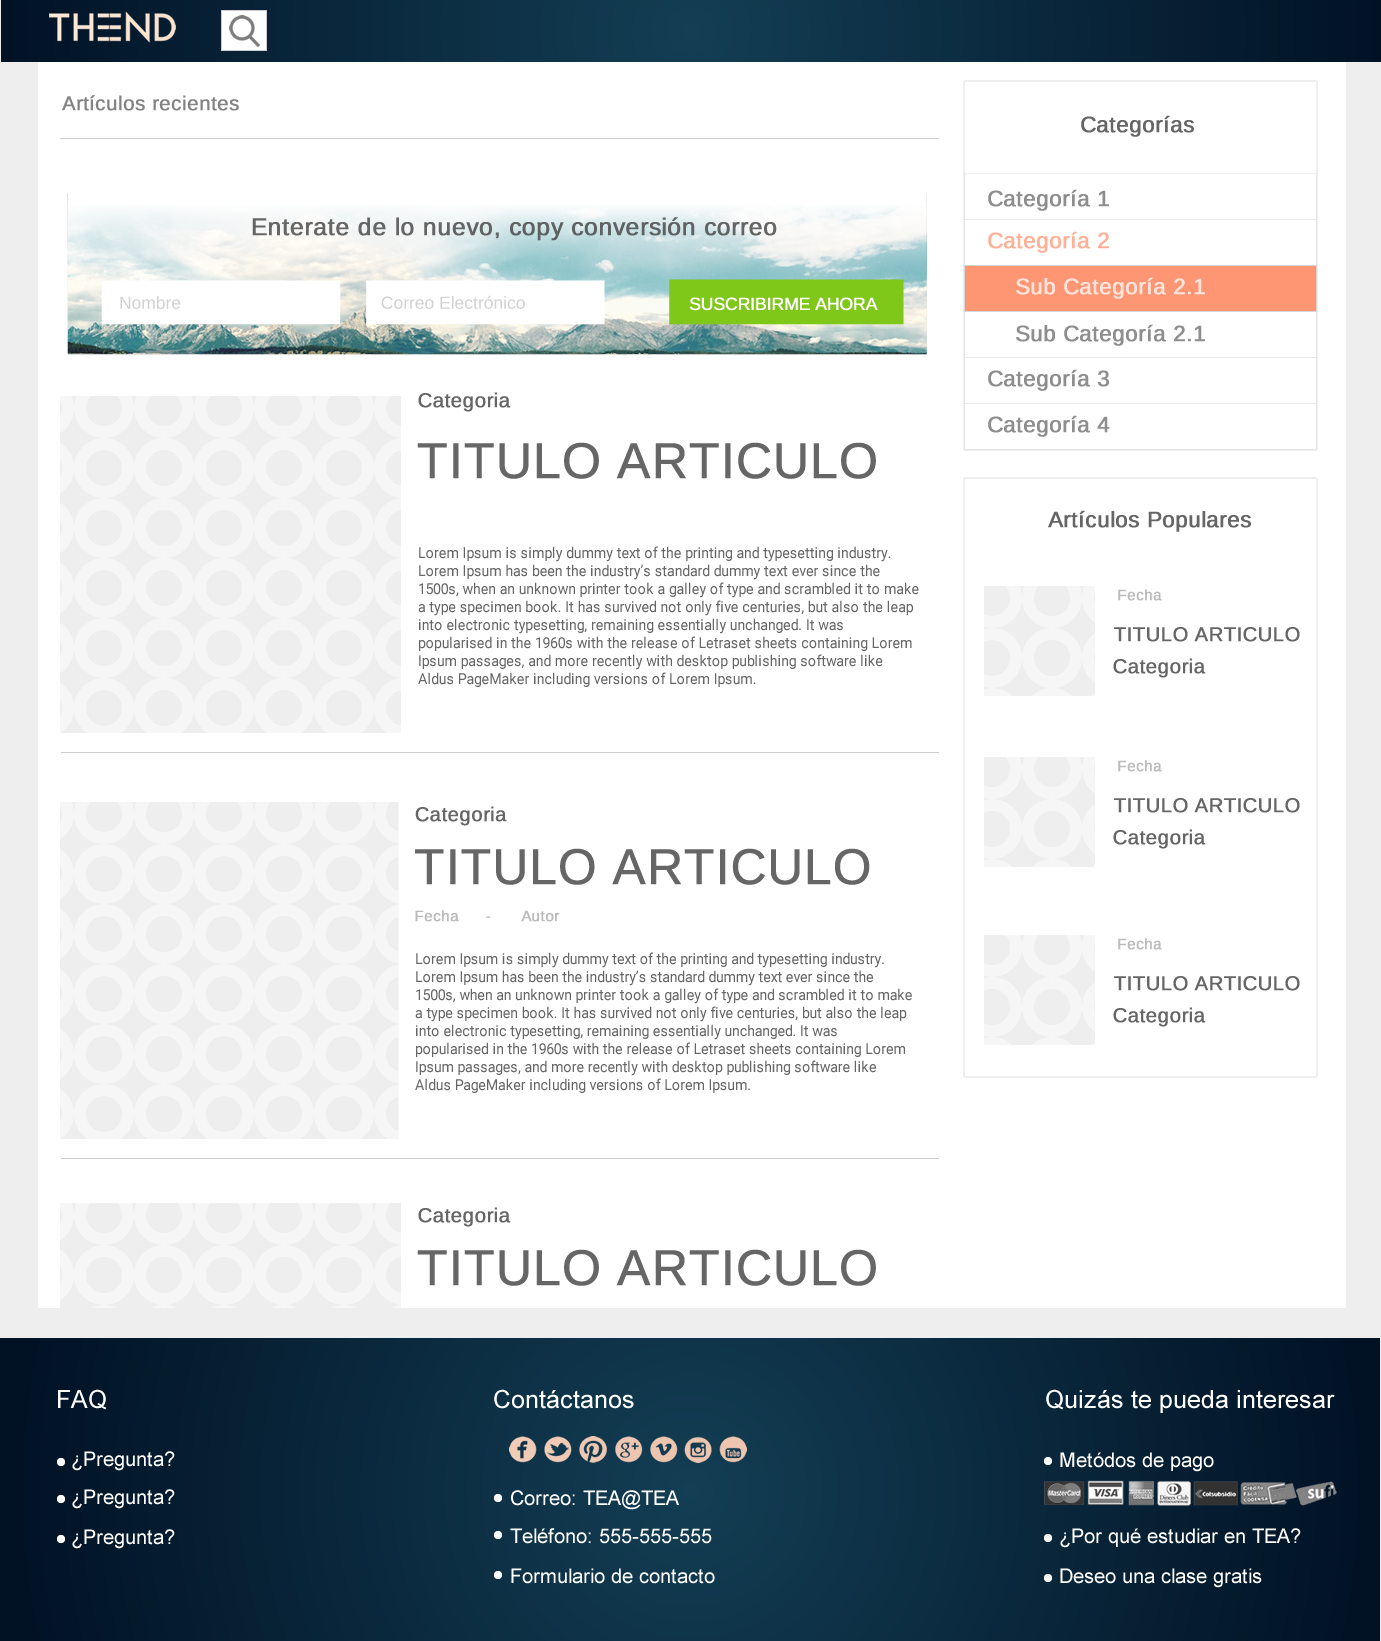 THEND
Artículos recientes
Enterate de lo nuevo, copy conversión correo
Nombre
Correo Electrónico
SUSCRIBIRME AHORA
Categoria
TITULO ARTICULO
Lorem Ipsum is simply dummy text of the printing and typesetting industry.
Lorem Ipsum has been the industry's standard dummy text ever since the
1500s, when an unknown printer took a galley of type and scrambled it to make
a type specimen book. It has survived not only five centuries, but also the leap
into electronic typesetting, remaining essentially unchanged. It was
popularised in the 1960s with the release of Letraset sheets containing Lorem
Ipsum passages, and more recently with desktop publishing software like
Aldus PageMaker including versions of Lorem Ipsum.
Categoria
TITULO ARTICULO
Fecha - Autor
Lorem Ipsum is simply dummy text of the printing and typesetting industry.
Lorem Ipsum has been the industry's standard dummy text ever since the
1500s, when an unknown printer took a galley of type and scrambled it to make
a type specimen book. It has survived not only five centuries, but also the leap
into electronic typesetting, remaining essentially unchanged. It was
popularised in the 1960s with the release of Letraset sheets containing Lorem
Ipsum passages, and more recently with desktop publishing software like
Aldus PageMaker including versions of Lorem Ipsum.
Categoria
TITULO ARTICULO
Categorías
Categoría 1
Categoría 2
Sub Categoría 2.1
Sub Categoría 2.1
Categoría 3
Categoría 4
Artículos Populares
Fecha
TITULO ARTICULO
Categoria
Fecha
TITULO ARTICULO
Categoria
Fecha
TITULO ARTICULO
Categoria
FAQ
¿Pregunta?
¿Pregunta?
¿Pregunta?
Contáctanos
Correo: TEA@TEA
Teléfono: 555-555-555
Formulario de contacto
Quizás te pueda interesar
Metódos de pago
MasterCard VISA Diners Club Colsubsidio
¿Por qué estudiar en TEA?
Deseo una clase gratis